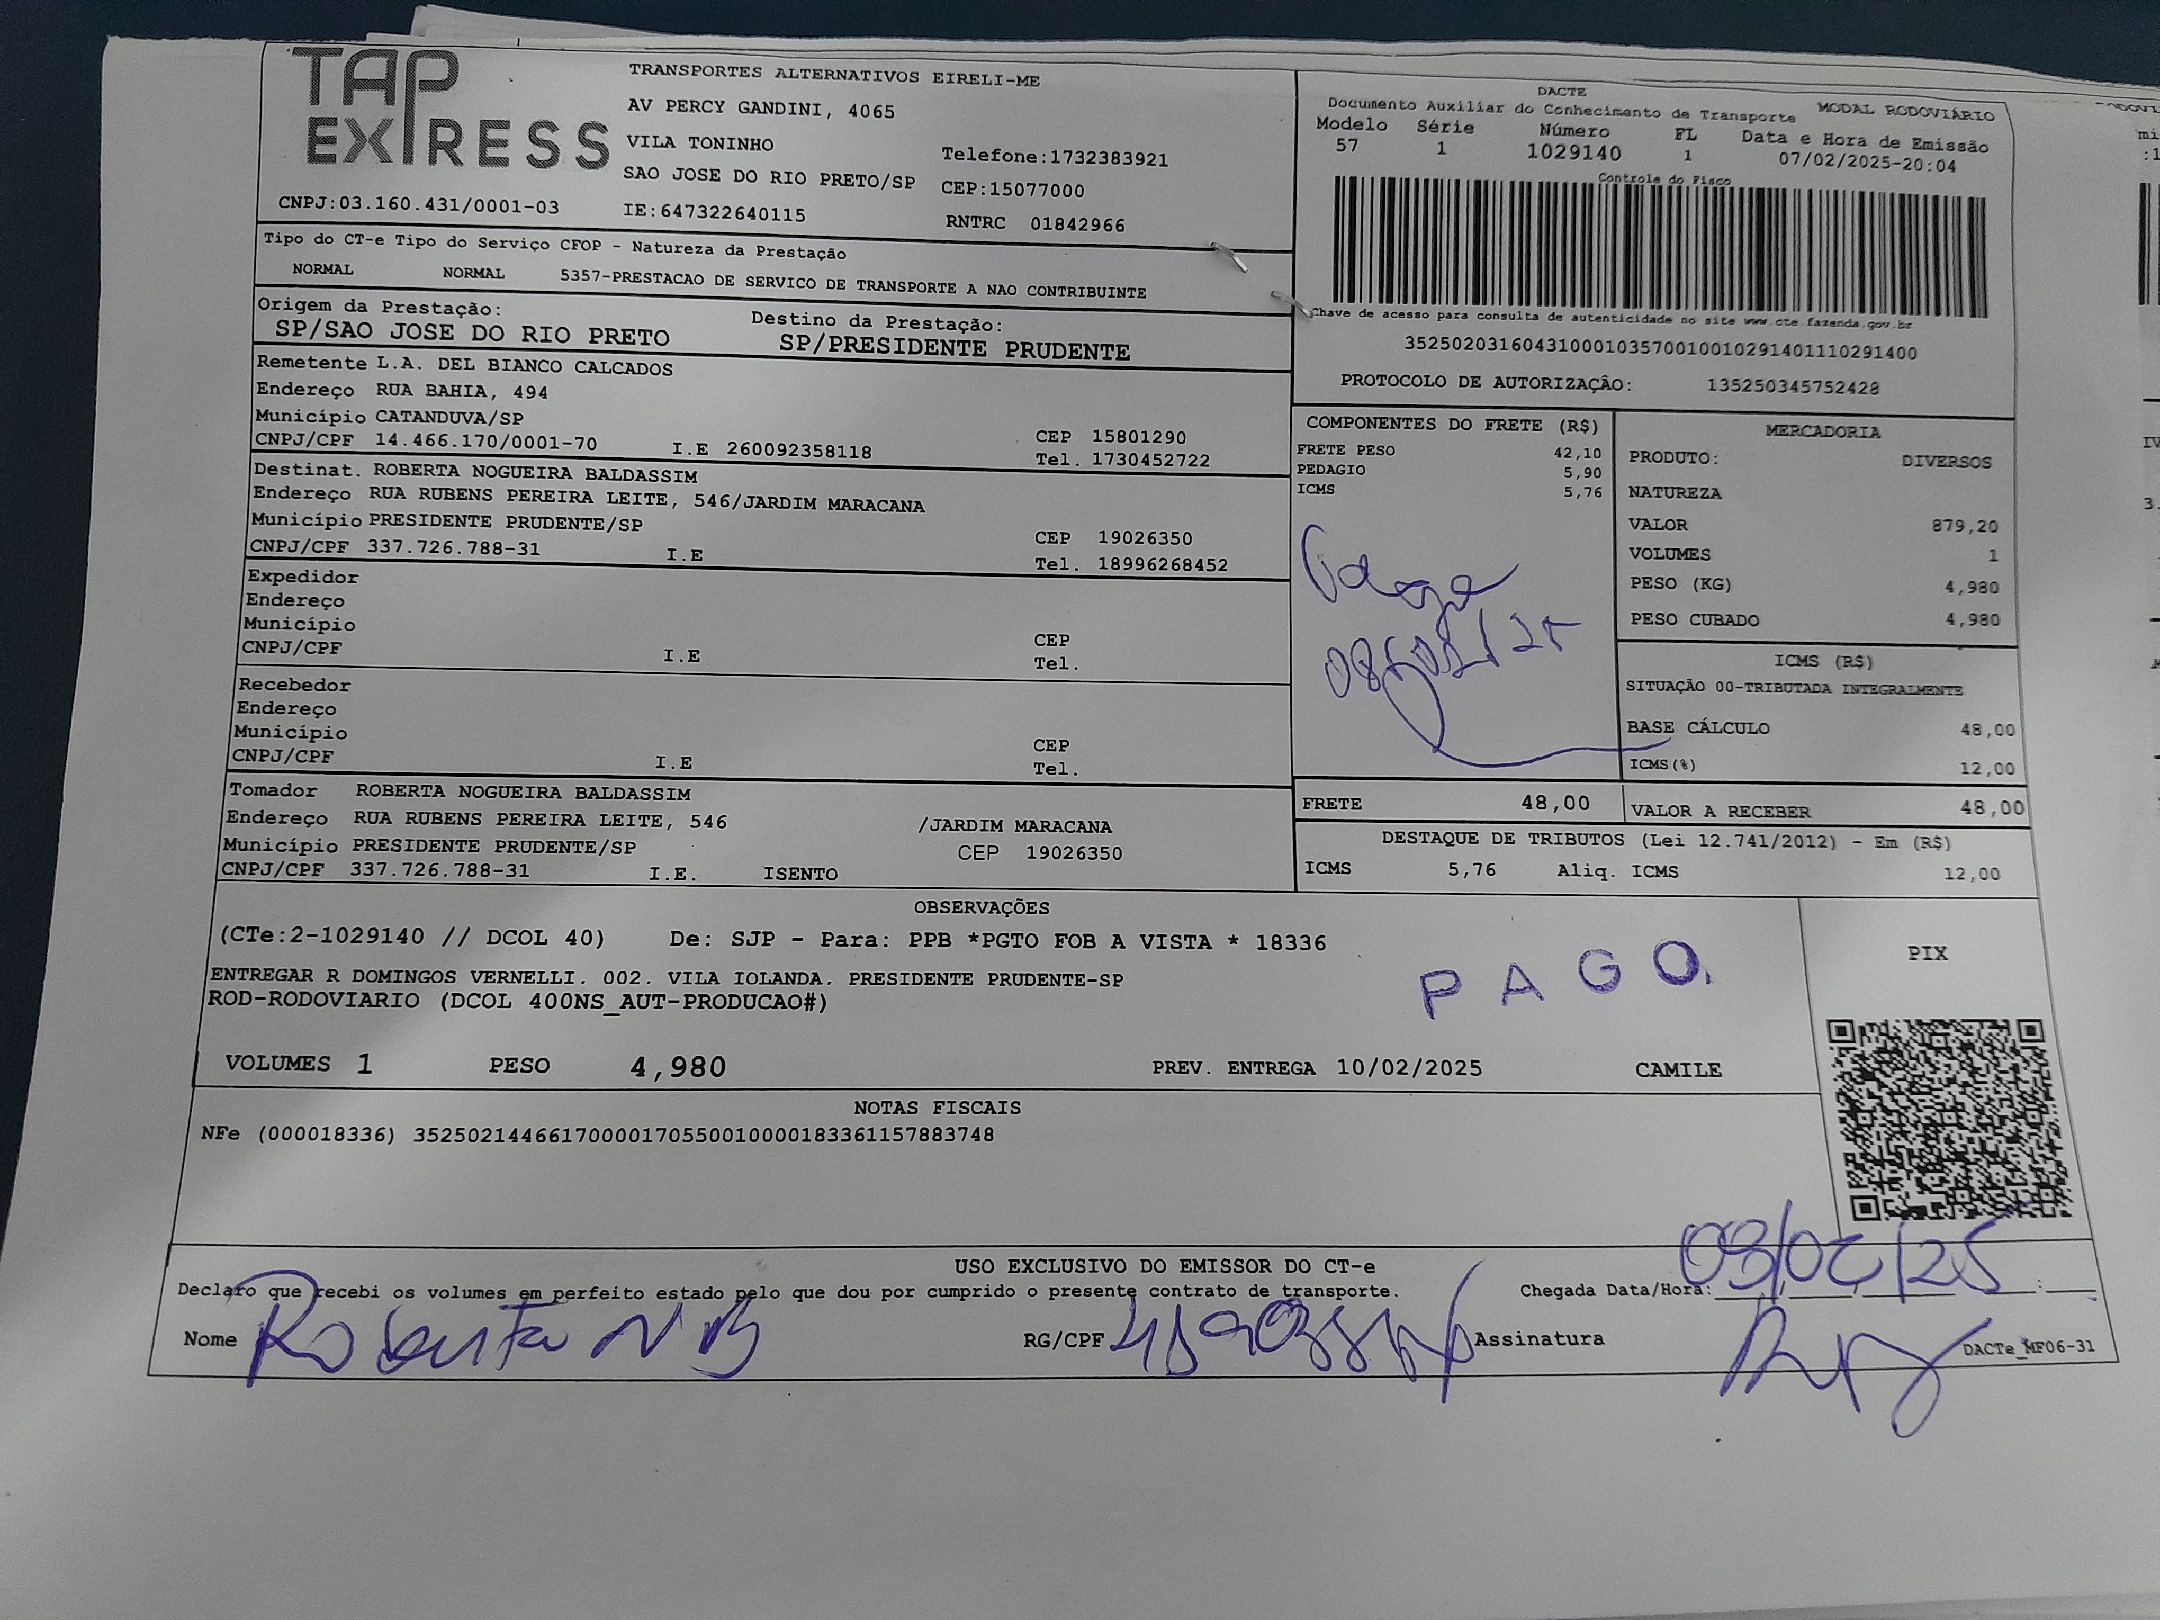 TAP
EXPRESS
CNPJ:03.160.431/0001-03
TRANSPORTES ALTERNATIVOS EIRELI-ME
AV PERCY GANDINI, 4065
VILA TONINHO
Telefone:1732383921
SAO JOSE DO RIO PRETO/SP CEP:15077000
IE:647322640115 RNTRC 01842966
DACTE
Documento Auxiliar do Conhecimento de Transporte MODAL RODOVIÁRIO
Modelo Série Número FL Data e Hora de Emissão
57 1 1029140 1 07/02/2025-20:04
Controle do Fisco
Chave de acesso para consulta de autenticidade no site www.cte.fazenda.gov.br
35250203160431000103570010010291401110291400
PROTOCOLO DE AUTORIZAÇÂO: 135250345752428
Tipo do CT-e Tipo do Serviço CFOP - Natureza da Prestação
NORMAL NORMAL 5357-PRESTACAO DE SERVICO DE TRANSPORTE A NAO CONTRIBUINTE
Origem da Prestação: Destino da Prestação:
SP/SAO JOSE DO RIO PRETO SP/PRESIDENTE PRUDENTE
Remetente L.A. DEL BIANCO CALCADOS
Endereço RUA BAHIA, 494
Município CATANDUVA/SP CEP 15801290
CNPJ/CPF 14.466.170/0001-70 I.E 260092358118 Tel. 1730452722
Destinat. ROBERTA NOGUEIRA BALDASSIM
Endereço RUA RUBENS PEREIRA LEITE, 546/JARDIM MARACANA
Município PRESIDENTE PRUDENTE/SP CEP 19026350
CNPJ/CPF 337.726.788-31 I.E Tel. 18996268452
Expedidor
Endereço
Município CEP
CNPJ/CPF I.E Tel.
Recebedor
Endereço
Município CEP
CNPJ/CPF I.E Tel.
Tomador ROBERTA NOGUEIRA BALDASSIM
Endereço RUA RUBENS PEREIRA LEITE, 546 /JARDIM MARACANA
Município PRESIDENTE PRUDENTE/SP CEP 19026350
CNPJ/CPF 337.726.788-31 I.E. ISENTO
COMPONENTES DO FRETE (R$)
FRETE PESO 42,10
PEDAGIO 5,90
ICMS 5,76
MERCADORIA
PRODUTO: DIVERSOS
NATUREZA
VALOR 879,20
VOLUMES 1
PESO (KG) 4,980
PESO CUBADO 4,980
ICMS (R$)
SITUAÇÃO 00-TRIBUTADA INTEGRALMENTE
BASE CÁLCULO 48,00
ICMS(%) 12,00
FRETE 48,00 VALOR A RECEBER 48,00
DESTAQUE DE TRIBUTOS (Lei 12.741/2012) - Em (R$)
ICMS 5,76 Aliq. ICMS 12,00
OBSERVAÇÕES
(CTe:2-1029140 // DCOL 40) De: SJP - Para: PPB *PGTO FOB A VISTA * 18336
ENTREGAR R DOMINGOS VERNELLI. 002. VILA IOLANDA. PRESIDENTE PRUDENTE-SP
ROD-RODOVIARIO (DCOL 400NS_AUT-PRODUCAO#)
PAGO.
PIX
VOLUMES 1 PESO 4,980 PREV. ENTREGA 10/02/2025 CAMILE
NOTAS FISCAIS
NFe (000018336) 35250214466170000170550010000183361157883748
USO EXCLUSIVO DO EMISSOR DO CT-e
Declaro que recebi os volumes em perfeito estado pelo que dou por cumprido o presente contrato de transporte. Chegada Data/Hora:
Nome Roberta N B RG/CPF Assinatura
DACTe_MF06-31